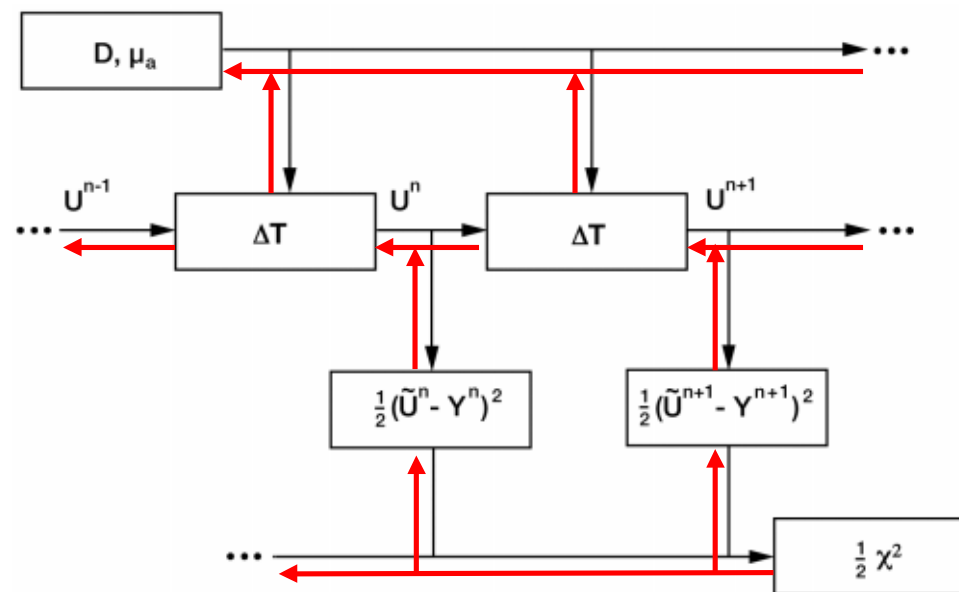 D, μₐ •••
Uⁿ⁻¹ Uⁿ Uⁿ⁺¹
••• ΔT ΔT •••
½(Ũⁿ - Yⁿ)² ½(Ũⁿ⁺¹ - Yⁿ⁺¹)²
••• ½ χ²